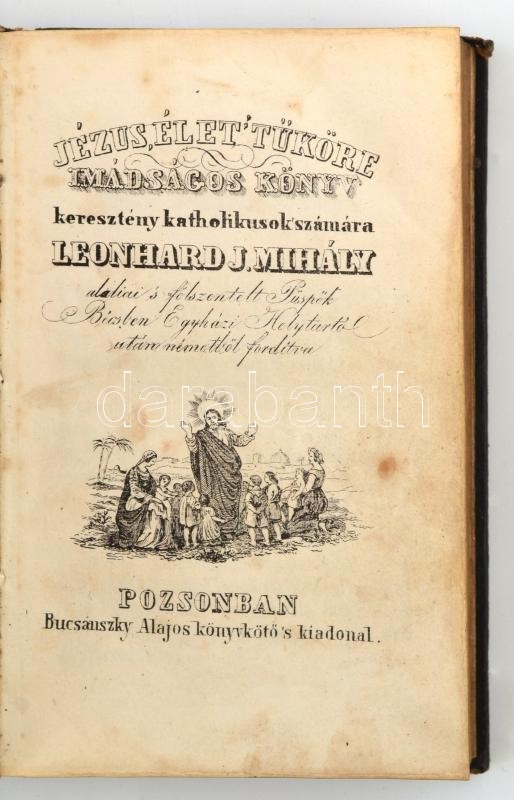 JÉZUS, ÉLET' TÜKÖRE
IMÁDSÁGOS KÖNYV
keresztény katholikusok számára
LEONHARD J. MIHÁLY
alaliai 's fölszentelt Püspök
Bécsben Egyházi Helytartó
után németből fordítva
darabanth
POZSONBAN
Bucsánszky Alajos könyvkötő 's kiadonál.